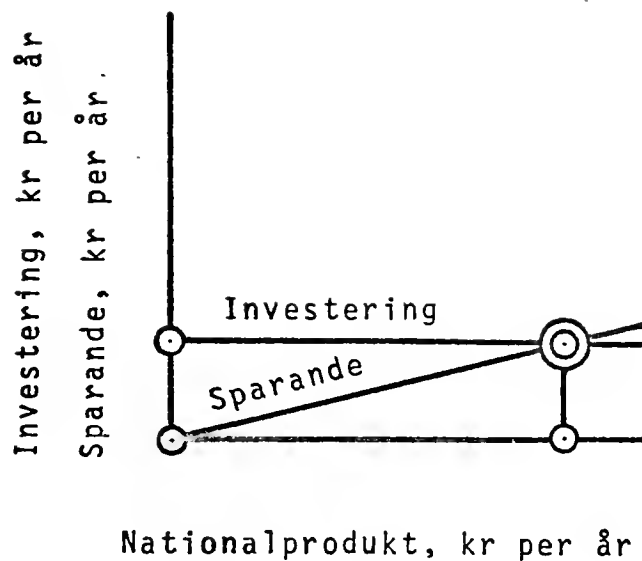 Investering, kr per år
Sparande, kr per år.
Investering
Sparande
Nationalprodukt, kr per år